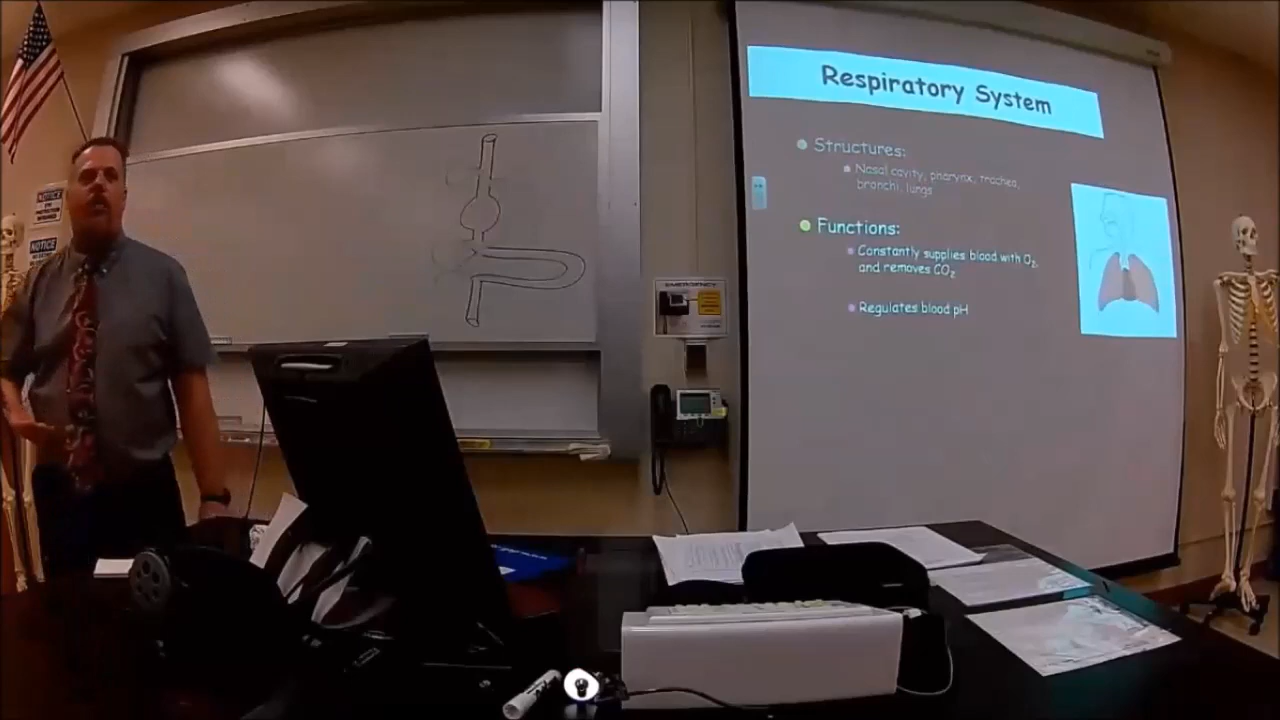 NOTICE
NOTICE
EMERGENCY
Respiratory System
Structures:
Nasal cavity, pharynx, trachea,
bronchi, lungs
Functions:
Constantly supplies blood with O₂,
and removes CO₂
Regulates blood pH